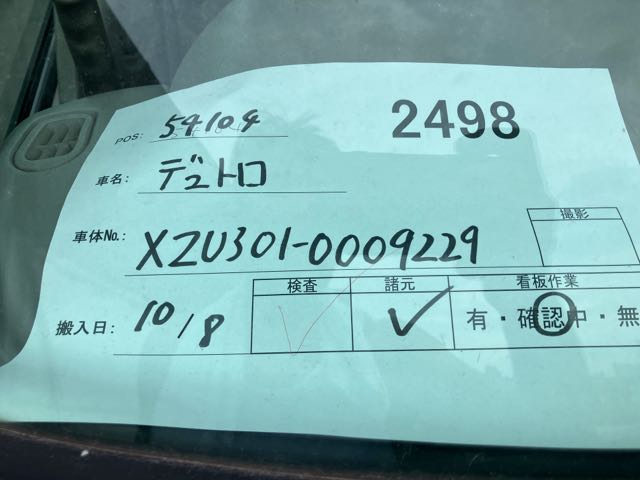 POS: 54104 2498
車名: デュトロ
車体No.: XZU301-0009229
撮影
検査 諸元 看板作業
搬入日: 10/8 有・確認中・無